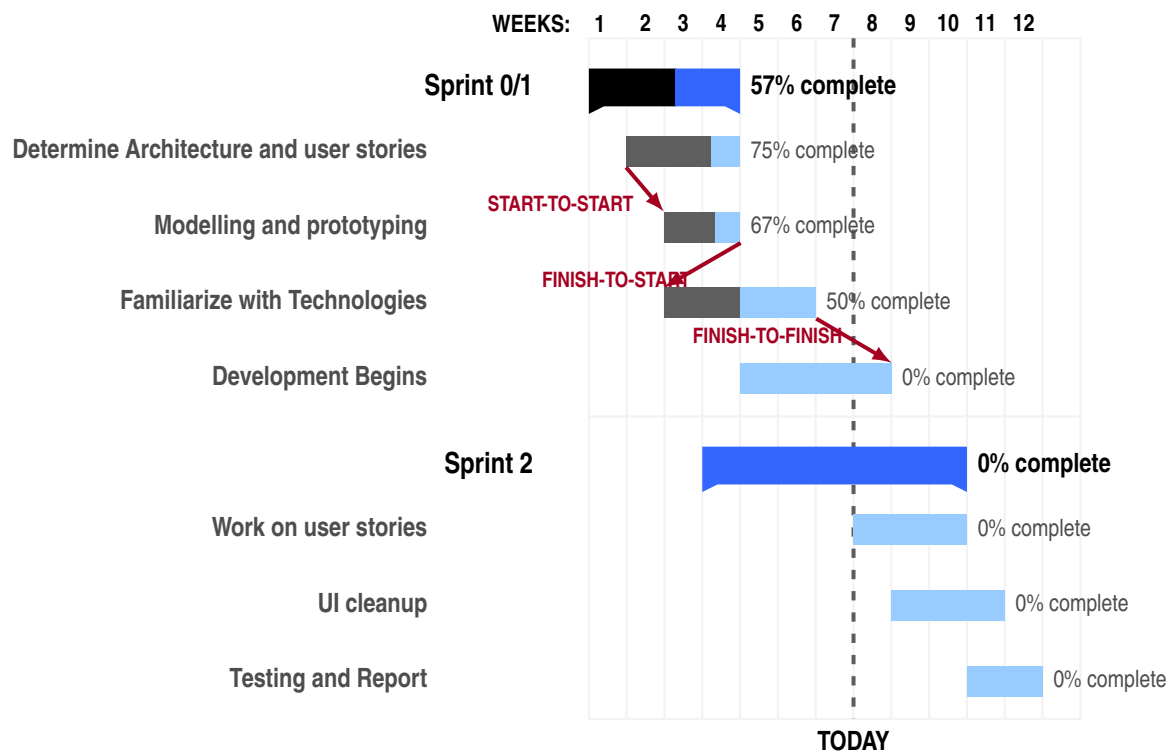 WEEKS: 1 2 3 4 5 6 7 8 9 10 11 12
Sprint 0/1 57% complete
Determine Architecture and user stories 75% complete
START-TO-START
Modelling and prototyping 67% complete
FINISH-TO-START
Familiarize with Technologies 50% complete
FINISH-TO-FINISH
Development Begins 0% complete
Sprint 2 0% complete
Work on user stories 0% complete
UI cleanup 0% complete
Testing and Report 0% complete
TODAY